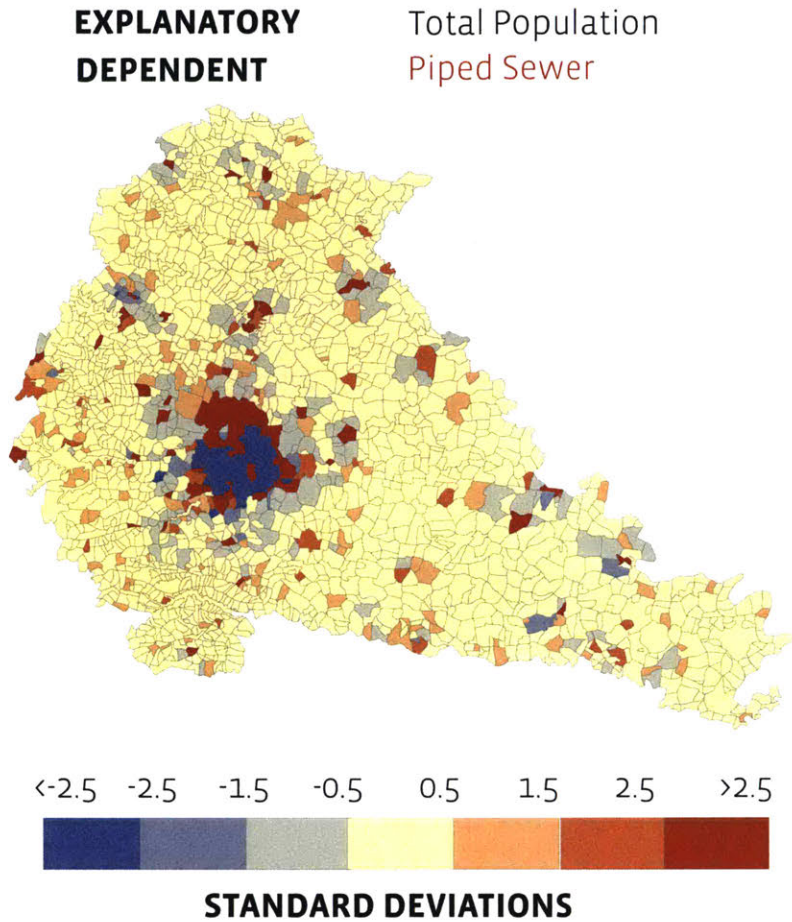 EXPLANATORY Total Population
DEPENDENT Piped Sewer
<-2.5 -2.5 -1.5 -0.5 0.5 1.5 2.5 >2.5
STANDARD DEVIATIONS